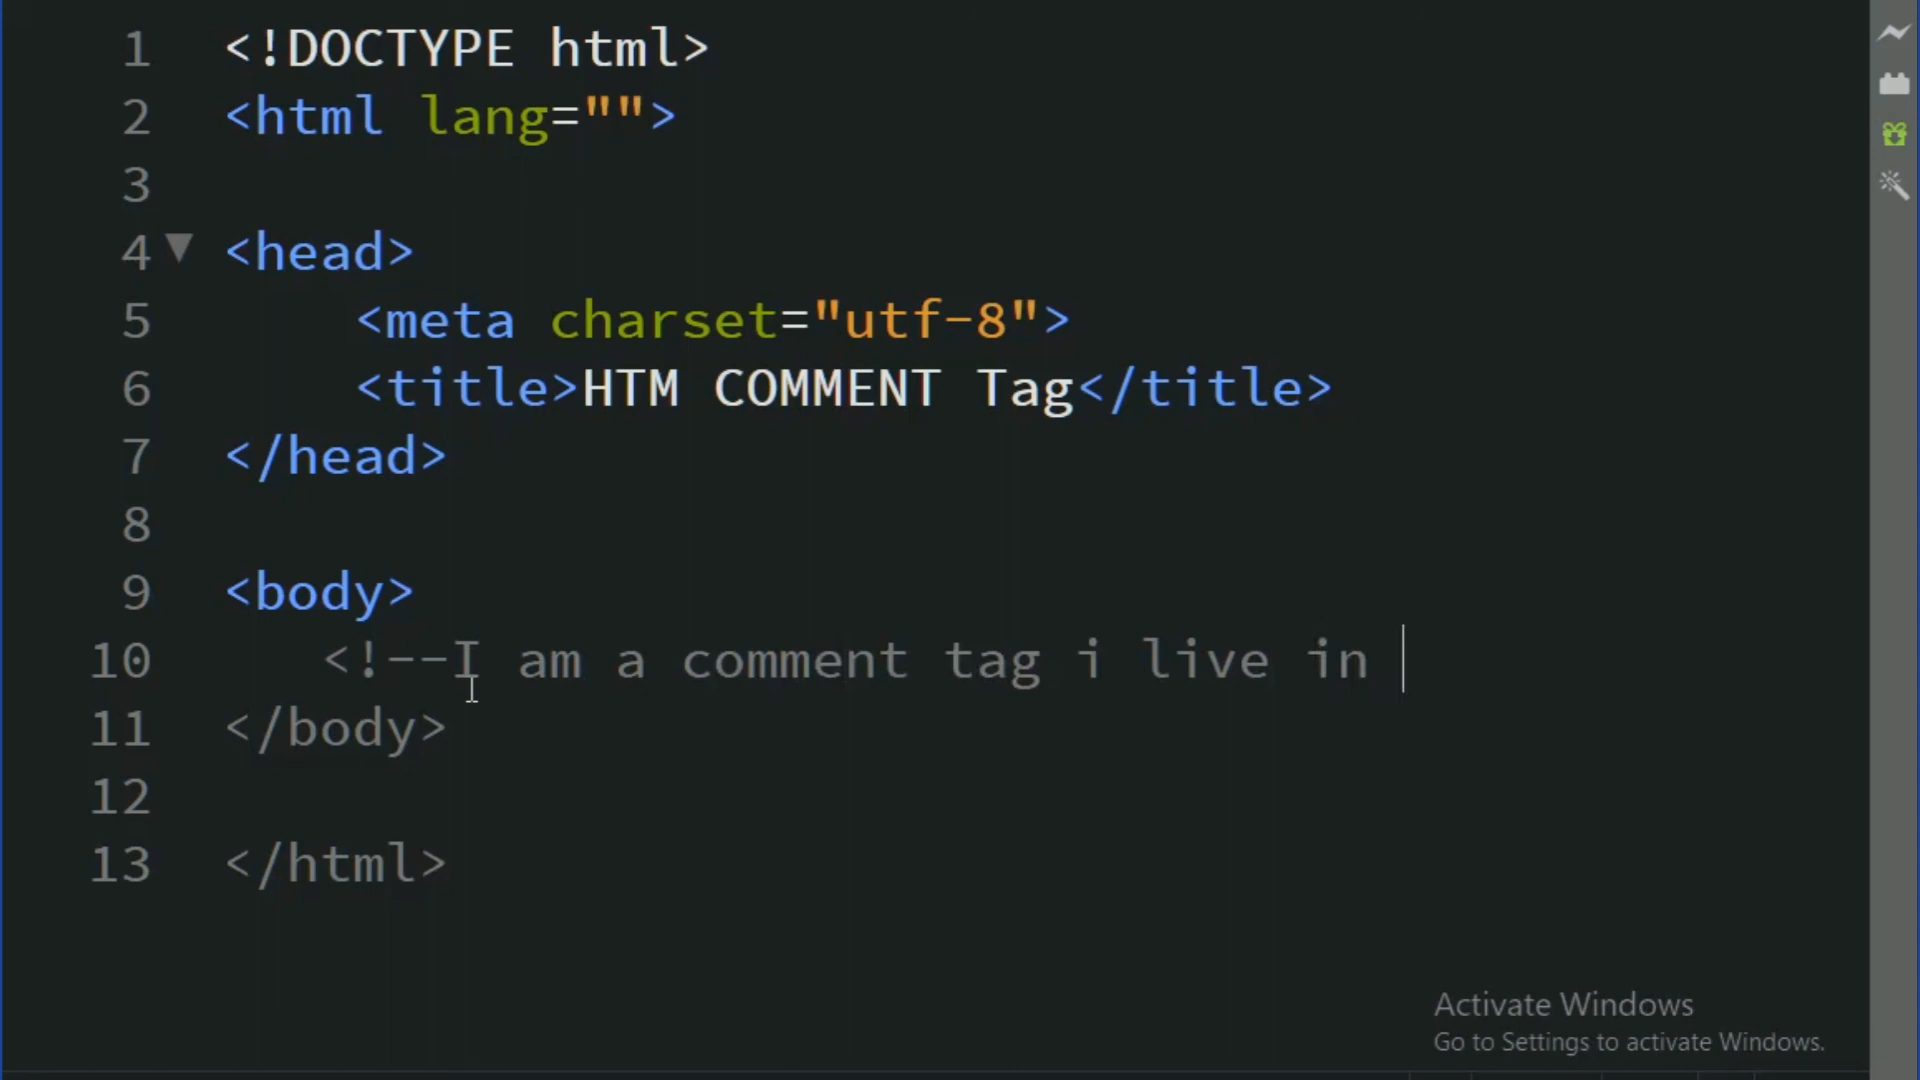 1 <!DOCTYPE html>
2 <html lang="">
3
4 <head>
5 <meta charset="utf-8">
6 <title>HTM COMMENT Tag</title>
7 </head>
8
9 <body>
10 <!--I am a comment tag i live in
11 </body>
12
13 </html>
Activate Windows
Go to Settings to activate Windows.